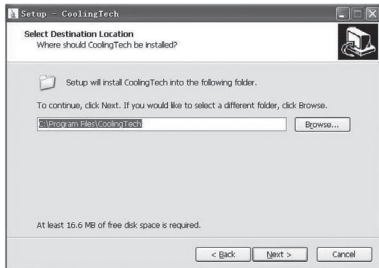 Setup - CoolingTech
Select Destination Location
Where should CoolingTech be installed?
Setup will install CoolingTech into the following folder.
To continue, click Next. If you would like to select a different folder, click Browse.
C:\Program Files\CoolingTech
Browse...
At least 16.6 MB of free disk space is required.
< Back
Next >
Cancel